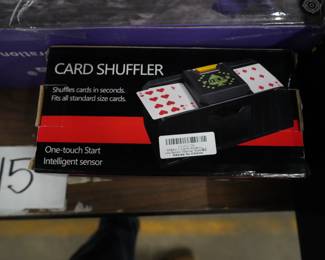 CARD SHUFFLER
Shuffles cards in seconds.
Fits all standard size cards.
One-touch Start
Intelligent sensor
15